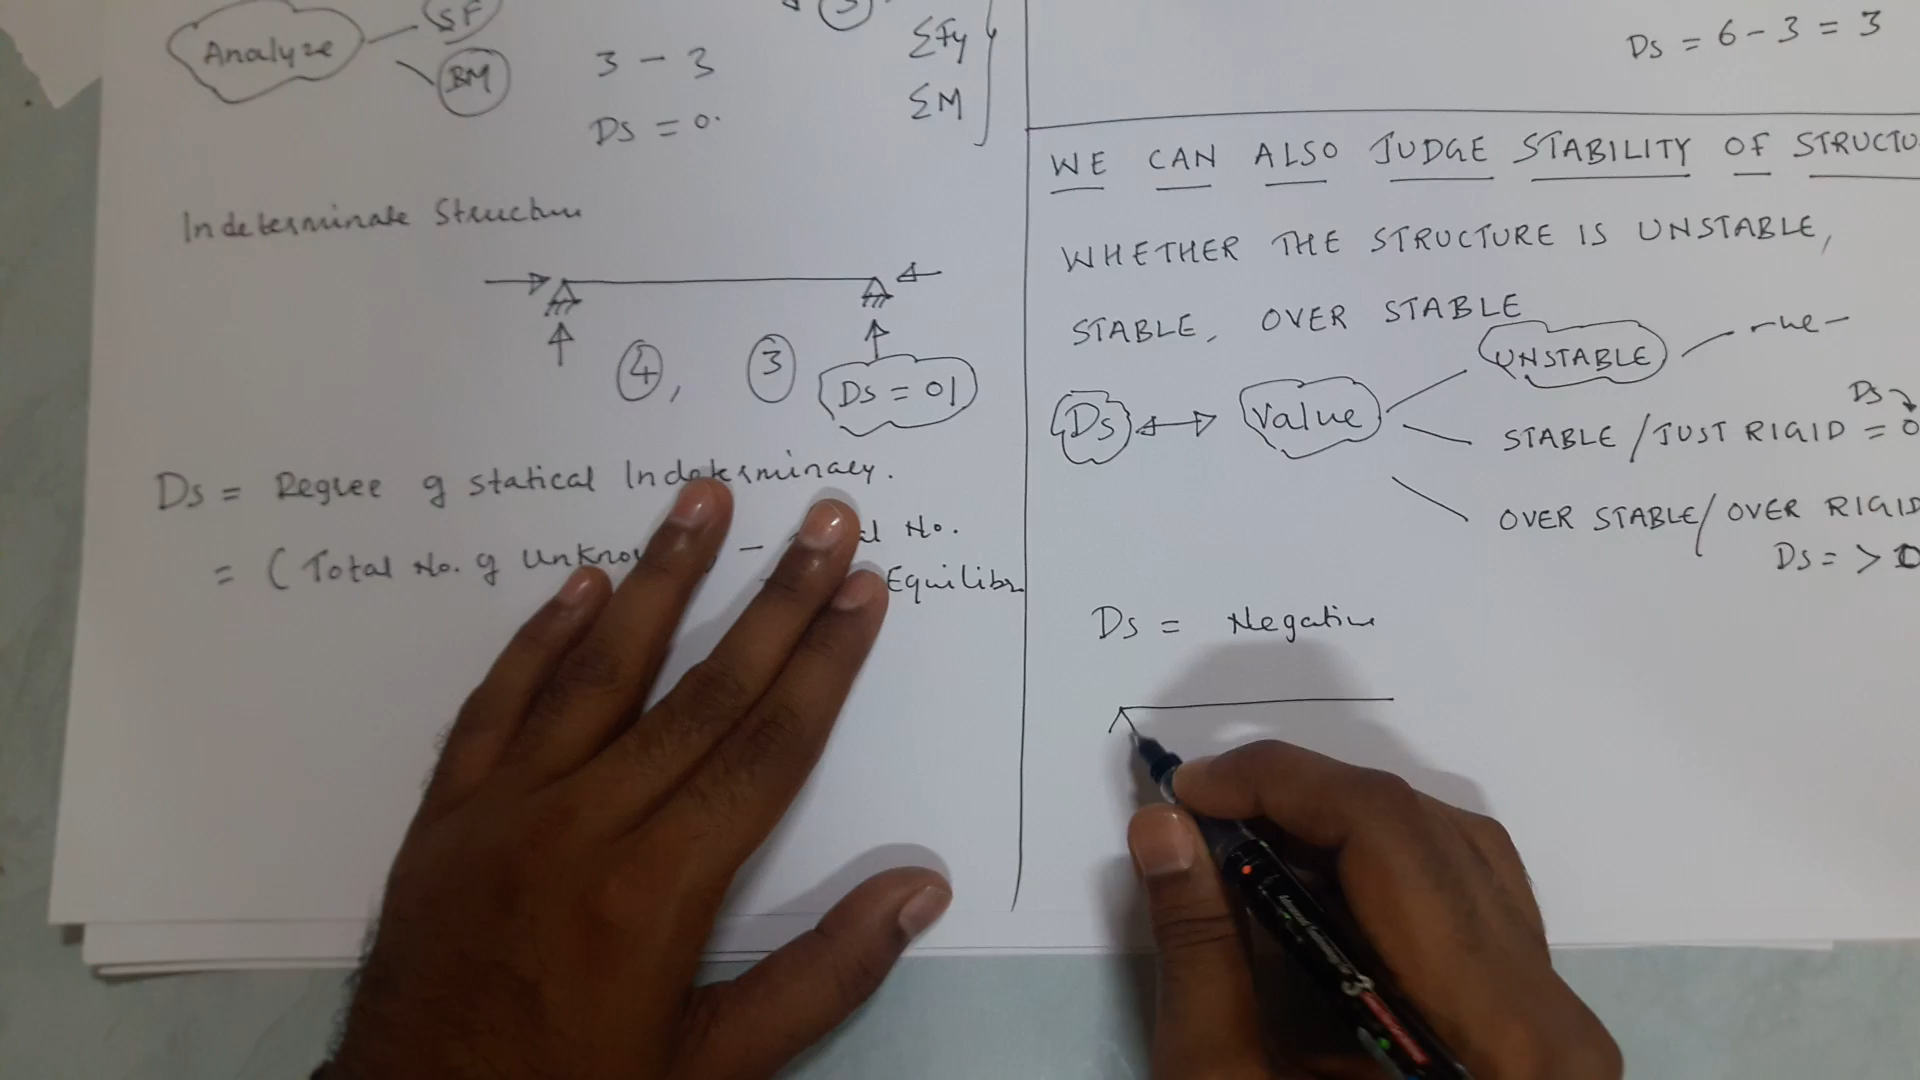 Analyze
SF
BM
3 - 3
Ds = 0.
ΣFy
ΣM
Indeterminate Structure
4, 3
Ds = 01
Ds = Degree of statical Indeterminacy.
= (Total No. of Unkno - No.
Equilibr
Ds = 6 - 3 = 3
WE CAN ALSO JUDGE STABILITY OF STRUCTU
WHETHER THE STRUCTURE IS UNSTABLE,
STABLE, OVER STABLE
UNSTABLE -ve-
Ds ↔ Value
Ds
STABLE / JUST RIGID = 0
OVER STABLE / OVER RIGID
Ds = > 0
Ds = Negative